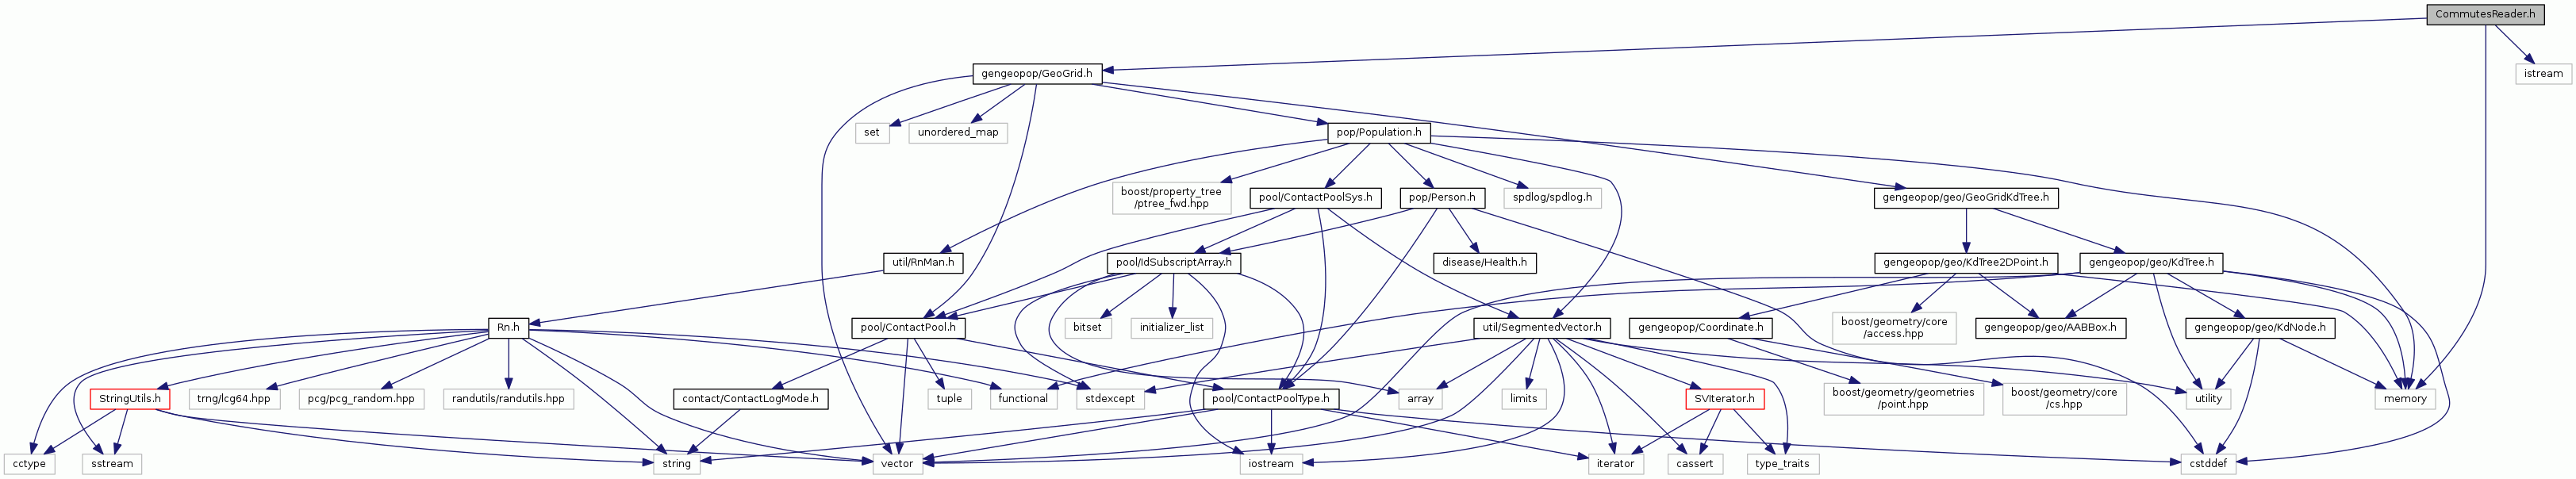 CommutesReader.h
gengeopop/GeoGrid.h
istream
set
unordered_map
pop/Population.h
boost/property_tree
/ptree_fwd.hpp
pool/ContactPoolSys.h
pop/Person.h
spdlog/spdlog.h
gengeopop/geo/GeoGridKdTree.h
util/RnMan.h
pool/IdSubscriptArray.h
disease/Health.h
gengeopop/geo/KdTree2DPoint.h
gengeopop/geo/KdTree.h
Rn.h
pool/ContactPool.h
bitset
initializer_list
util/SegmentedVector.h
gengeopop/Coordinate.h
boost/geometry/core
/access.hpp
gengeopop/geo/AABBox.h
gengeopop/geo/KdNode.h
StringUtils.h
trng/lcg64.hpp
pcg/pcg_random.hpp
randutils/randutils.hpp
contact/ContactLogMode.h
tuple
functional
stdexcept
pool/ContactPoolType.h
array
limits
SVIterator.h
boost/geometry/geometries
/point.hpp
boost/geometry/core
/cs.hpp
utility
memory
cctype
sstream
string
vector
iostream
iterator
cassert
type_traits
cstddef